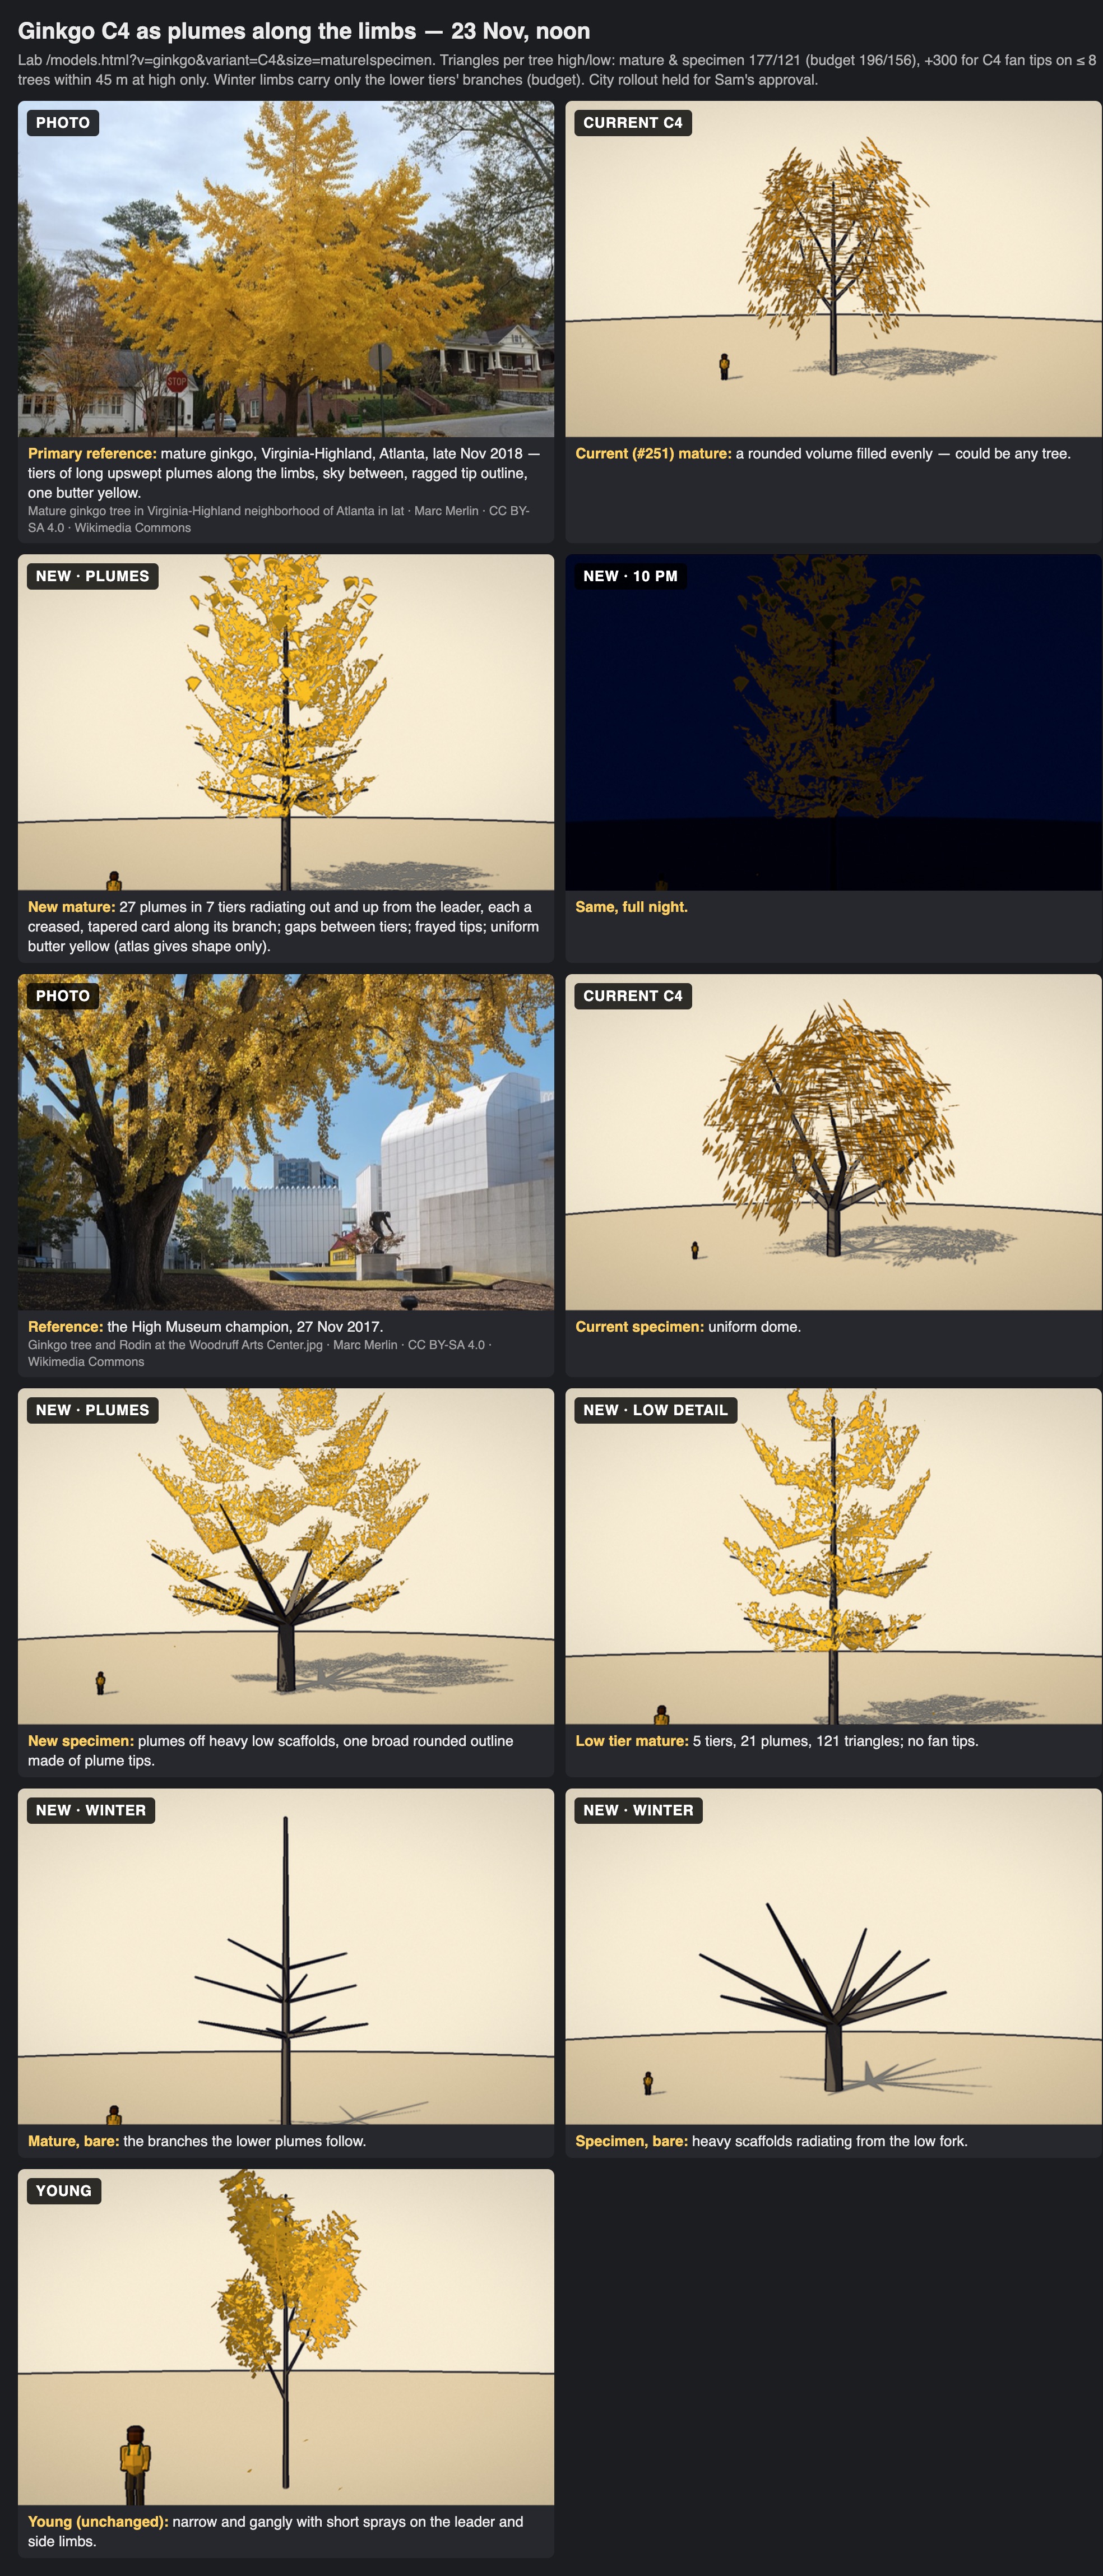 Ginkgo C4 as plumes along the limbs — 23 Nov, noon
Lab /models.html?v=ginkgo&variant=C4&size=mature|specimen. Triangles per tree high/low: mature & specimen 177/121 (budget 196/156), +300 for C4 fan tips on ≤ 8
trees within 45 m at high only. Winter limbs carry only the lower tiers' branches (budget). City rollout held for Sam's approval.
PHOTO
STOP
Primary reference: mature ginkgo, Virginia-Highland, Atlanta, late Nov 2018 —
tiers of long upswept plumes along the limbs, sky between, ragged tip outline,
one butter yellow.
Mature ginkgo tree in Virginia-Highland neighborhood of Atlanta in lat · Marc Merlin · CC BY-
SA 4.0 · Wikimedia Commons
CURRENT C4
Current (#251) mature: a rounded volume filled evenly — could be any tree.
NEW · PLUMES
New mature: 27 plumes in 7 tiers radiating out and up from the leader, each a
creased, tapered card along its branch; gaps between tiers; frayed tips; uniform
butter yellow (atlas gives shape only).
NEW · 10 PM
Same, full night.
PHOTO
Reference: the High Museum champion, 27 Nov 2017.
Ginkgo tree and Rodin at the Woodruff Arts Center.jpg · Marc Merlin · CC BY-SA 4.0 ·
Wikimedia Commons
CURRENT C4
Current specimen: uniform dome.
NEW · PLUMES
New specimen: plumes off heavy low scaffolds, one broad rounded outline
made of plume tips.
NEW · LOW DETAIL
Low tier mature: 5 tiers, 21 plumes, 121 triangles; no fan tips.
NEW · WINTER
Mature, bare: the branches the lower plumes follow.
NEW · WINTER
Specimen, bare: heavy scaffolds radiating from the low fork.
YOUNG
Young (unchanged): narrow and gangly with short sprays on the leader and
side limbs.